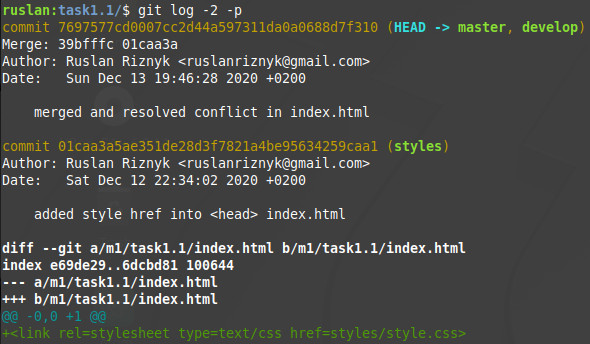 ruslan:task1.1/$ git log -2 -p
commit 7697577cd0007cc2d44a597311da0a0688d7f310 (HEAD -> master, develop)
Merge: 39bfffc 01caa3a
Author: Ruslan Riznyk <ruslanriznyk@gmail.com>
Date:   Sun Dec 13 19:46:28 2020 +0200
    merged and resolved conflict in index.html
commit 01caa3a5ae351de28d3f7821a4be95634259caa1 (styles)
Author: Ruslan Riznyk <ruslanriznyk@gmail.com>
Date:   Sat Dec 12 22:34:02 2020 +0200
    added style href into <head> index.html
diff --git a/m1/task1.1/index.html b/m1/task1.1/index.html
index e69de29..6dcbd81 100644
--- a/m1/task1.1/index.html
+++ b/m1/task1.1/index.html
@@ -0,0 +1 @@
+<link rel=stylesheet type=text/css href=styles/style.css>